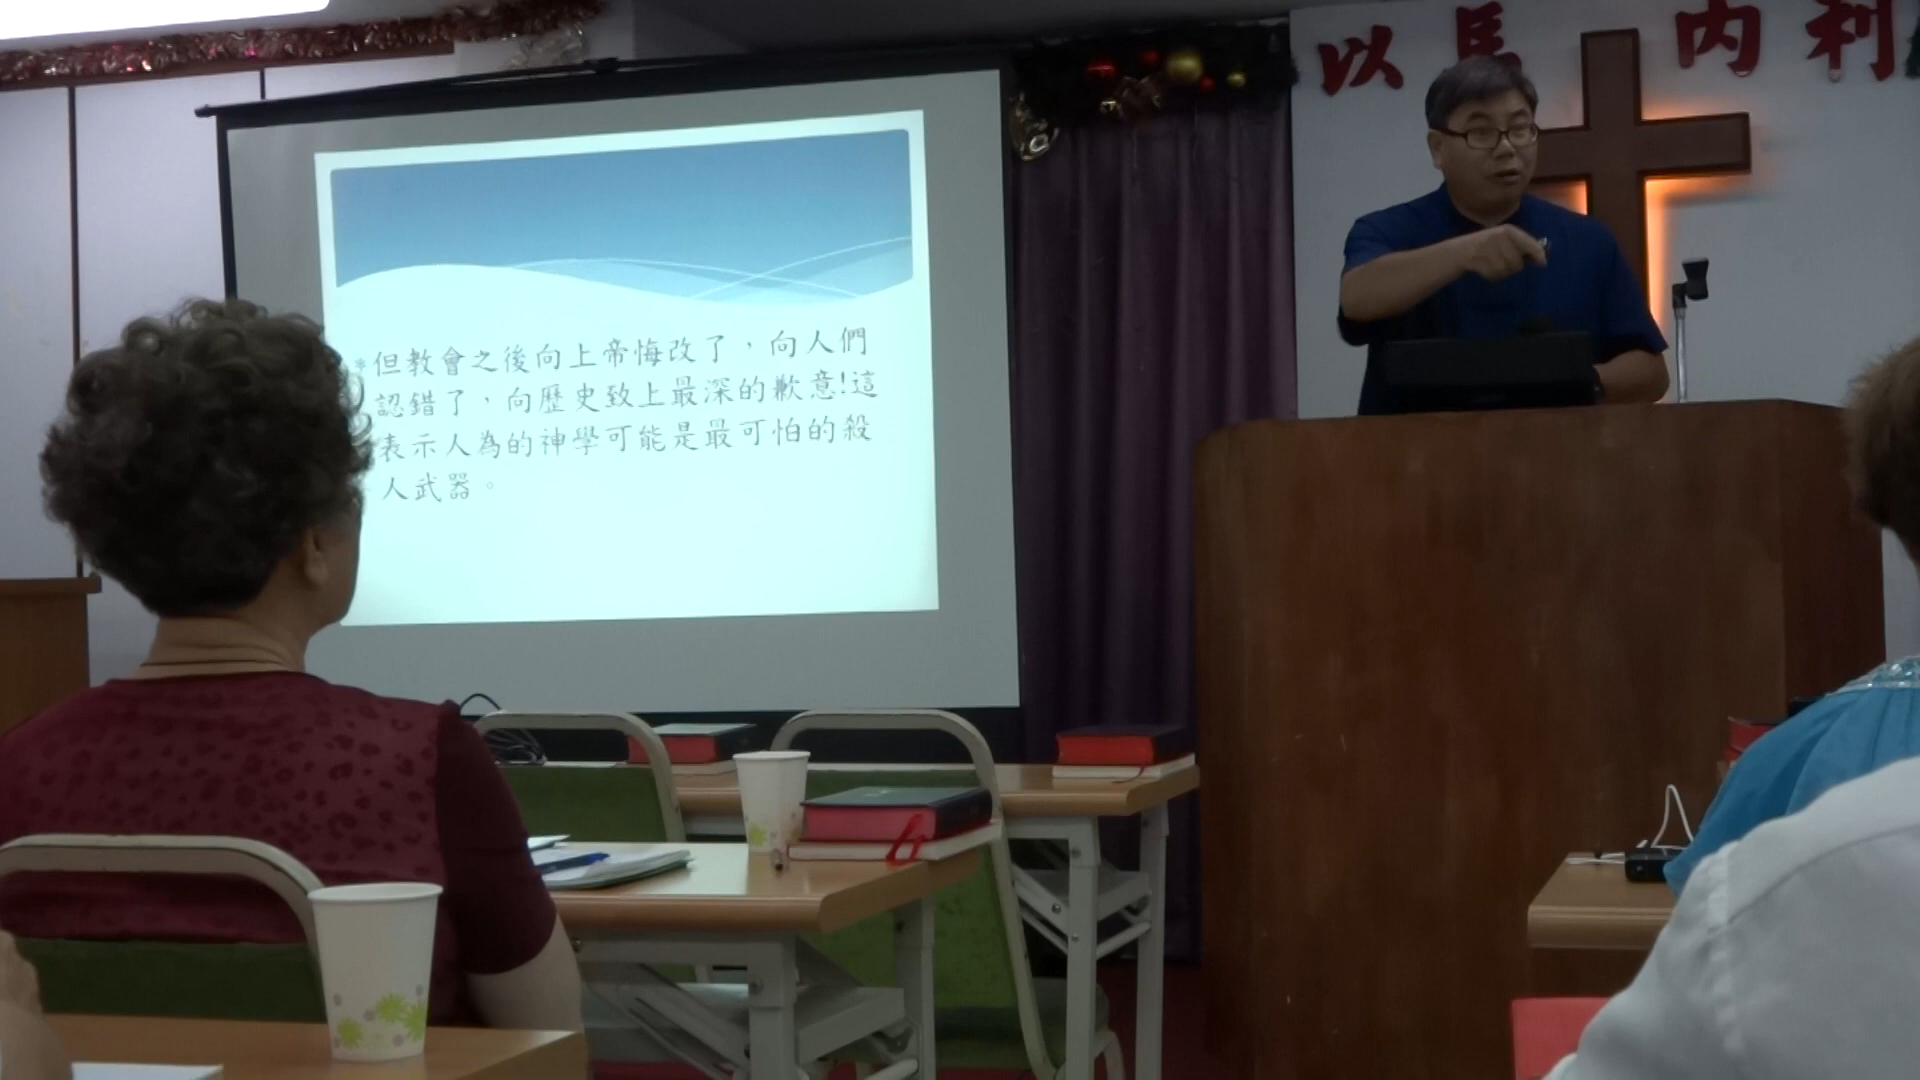 以馬內利
但教會之後向上帝悔改了，向人們
認錯了，向歷史致上最深的歉意!這
表示人為的神學可能是最可怕的殺
人武器。